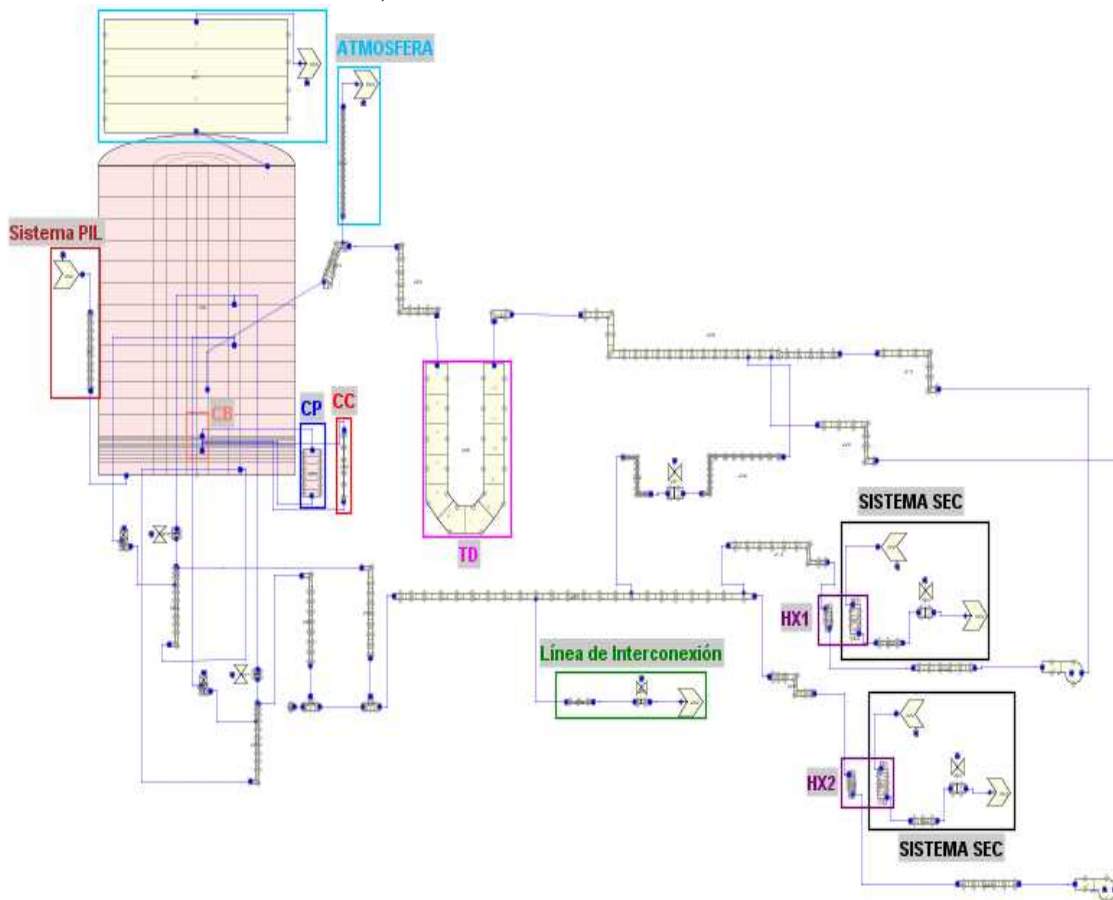 ATMOSFERA
Sistema PIL
CB
CP
CC
TD
SISTEMA SEC
HX1
Línea de Interconexión
HX2
SISTEMA SEC